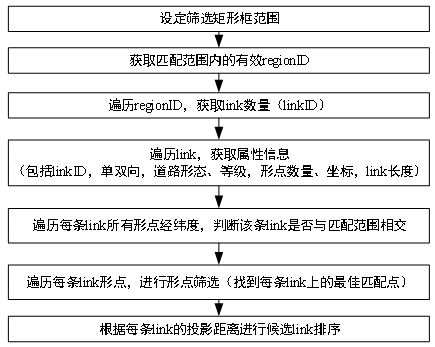 设定筛选矩形框范围
获取匹配范围内的有效regionID
遍历regionID，获取link数量（linkID）
遍历link，获取属性信息
（包括linkID，单双向，道路形态、等级，形点数量、坐标，link长度）
遍历每条link所有形点经纬度，判断该条link是否与匹配范围相交
遍历每条link形点，进行形点筛选（找到每条link上的最佳匹配点）
根据每条link的投影距离进行候选link排序